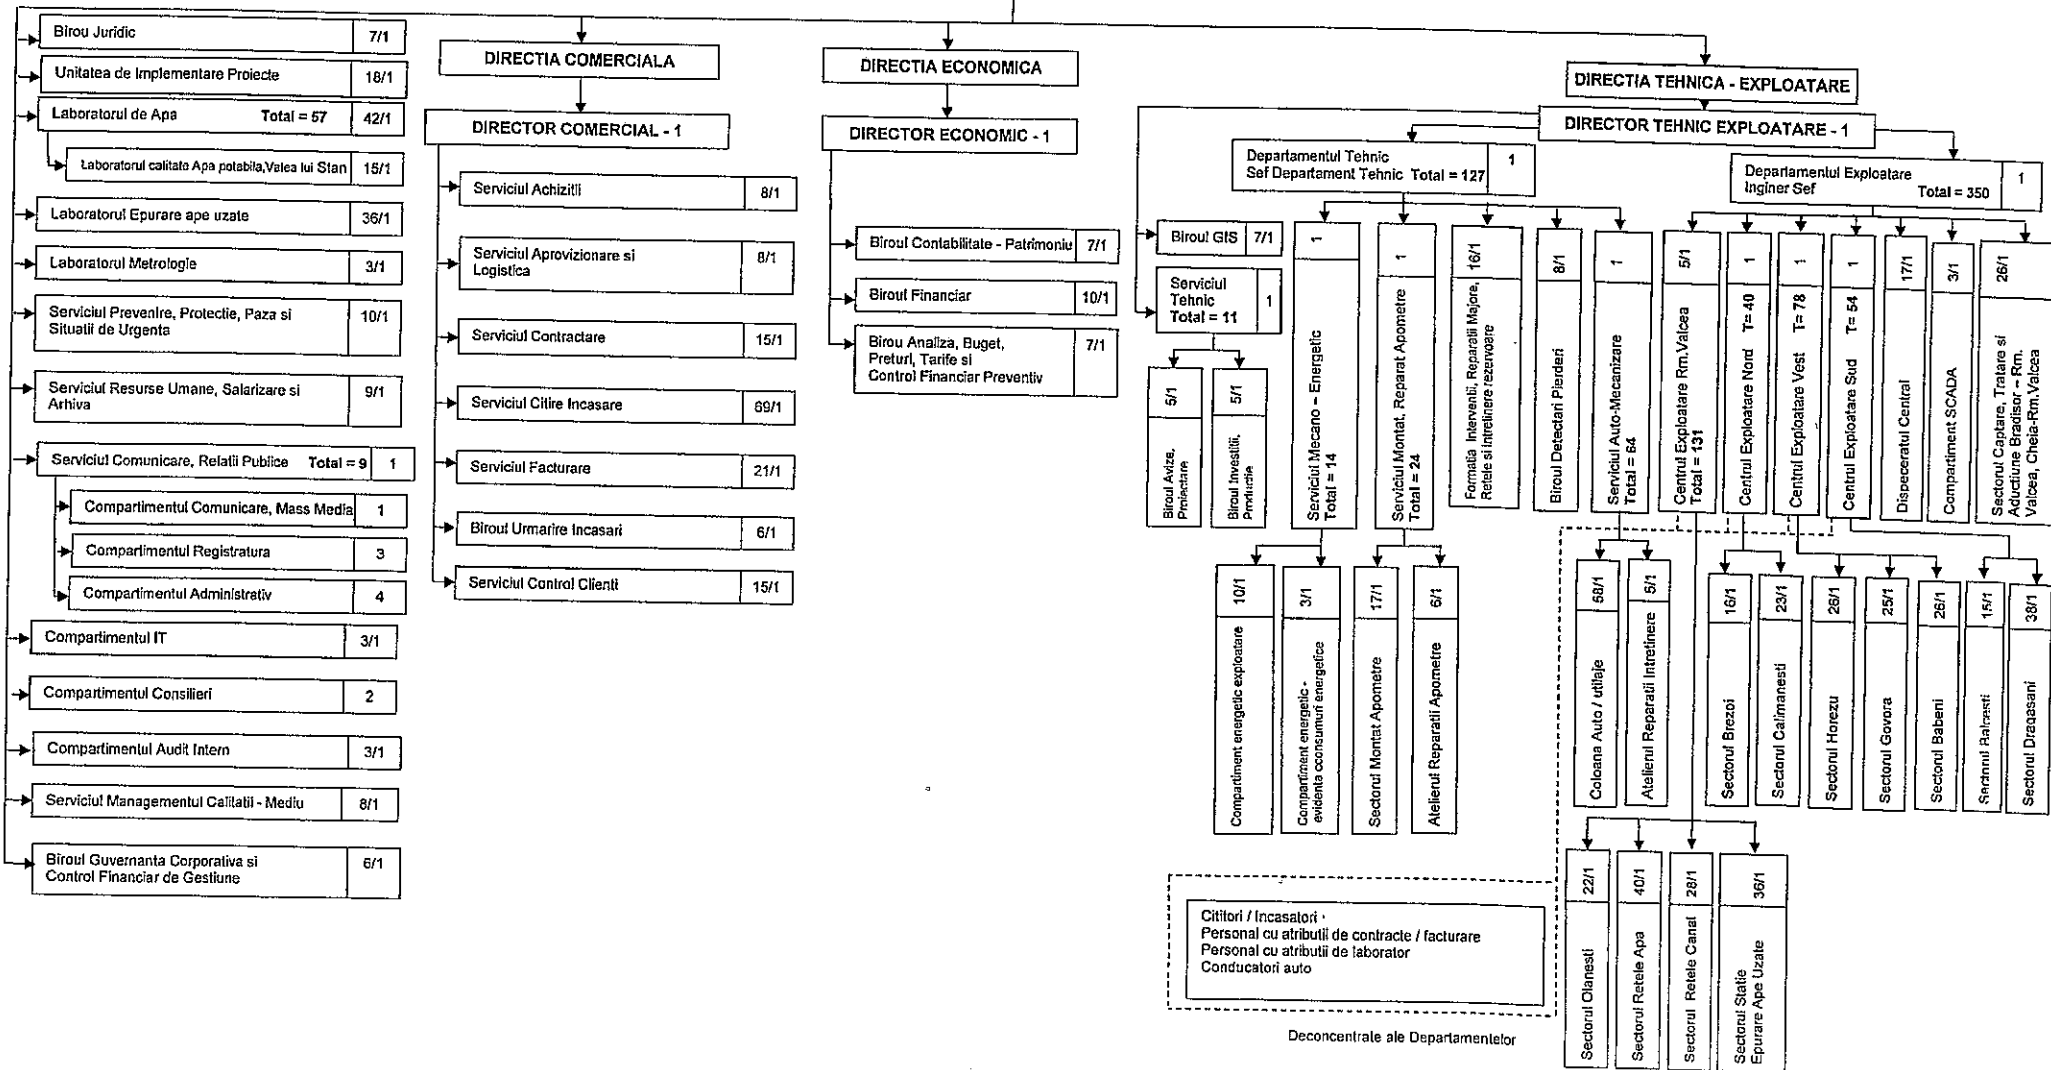 Birou Juridic 7/1
Unitatea de Implementare Proiecte 18/1
Laboratorul de Apa Total = 57 42/1
Laboratorul calitate Apa potabila,Valea lui Stan 15/1
Laboratorul Epurare ape uzate 36/1
Laboratorul Metrologie 3/1
Serviciul Prevenire, Protectie, Paza si
Situatii de Urgenta 10/1
Serviciul Resurse Umane, Salarizare si
Arhiva 9/1
Serviciul Comunicare, Relatii Publice Total = 9 1
Compartimentul Comunicare, Mass Media 1
Compartimentul Registratura 3
Compartimentul Administrativ 4
Compartimentul IT 3/1
Compartimentul Consilieri 2
Compartimentul Audit Intern 3/1
Serviciul Managementul Calitatii - Mediu 8/1
Biroul Guvernanta Corporativa si
Control Financiar de Gestiune 6/1
DIRECTIA COMERCIALA
DIRECTOR COMERCIAL - 1
Serviciul Achizitii 8/1
Serviciul Aprovizionare si
Logistica 8/1
Serviciul Contractare 15/1
Serviciul Citire Incasare 69/1
Serviciul Facturare 21/1
Biroul Urmarire Incasari 6/1
Serviciul Control Clienti 15/1
DIRECTIA ECONOMICA
DIRECTOR ECONOMIC - 1
Biroul Contabilitate - Patrimoniu 7/1
Biroul Financiar 10/1
Birou Analiza, Buget,
Preturi, Tarife si
Control Financiar Preventiv 7/1
DIRECTIA TEHNICA - EXPLOATARE
DIRECTOR TEHNIC EXPLOATARE - 1
Departamentul Tehnic
Sef Departament Tehnic Total = 127 1
Departamentul Exploatare
Inginer Sef Total = 350 1
Biroul GIS 7/1
Serviciul
Tehnic
Total = 11 1
Biroul Avize,
Proiectare 5/1
Biroul Investitii,
Productie 5/1
Serviciul Mecano - Energetic
Total = 14 1
Serviciul Montat, Reparat Apometre
Total = 24 1
Formatia Interventii, Reparatii Majore,
Retele si intretinere rezervoare 16/1
Biroul Detectari Pierderi 8/1
Serviciul Auto-Mecanizare
Total = 64 1
Centrul Exploatare Rm.Valcea
Total = 131 5/1
Centrul Exploatare Nord T= 40 1
Centrul Exploatare Vest T= 78 1
Centrul Exploatare Sud T= 54 1
Dispeceratul Central 17/1
Compartiment SCADA 3/1
Sectorul Captare, Tratare si
Aductiune Bradisor - Rm.
Valcea, Cheia-Rm.Valcea 26/1
Compartiment energetic exploatare 10/1
Compartiment energetic -
evidenta cconsumuri energetice 3/1
Sectorul Montat Apometre 17/1
Atelierul Reparatii Apometre 6/1
Coloana Auto / utilaje 58/1
Atelierul Reparatii Intretinere 5/1
Sectorul Brezoi 16/1
Sectorul Calimanesti 23/1
Sectorul Horezu 26/1
Sectorul Govora 25/1
Sectorul Babeni 26/1
Sectorul Balcesti 15/1
Sectorul Dragasani 38/1
Sectorul Olanesti 22/1
Sectorul Retele Apa 40/1
Sectorul Retele Canal 28/1
Sectorul Statie
Epurare Ape Uzate 36/1
Cititori / Incasatori
Personal cu atributii de contracte / facturare
Personal cu atributii de laborator
Conducatori auto
Deconcentrale ale Departamentelor